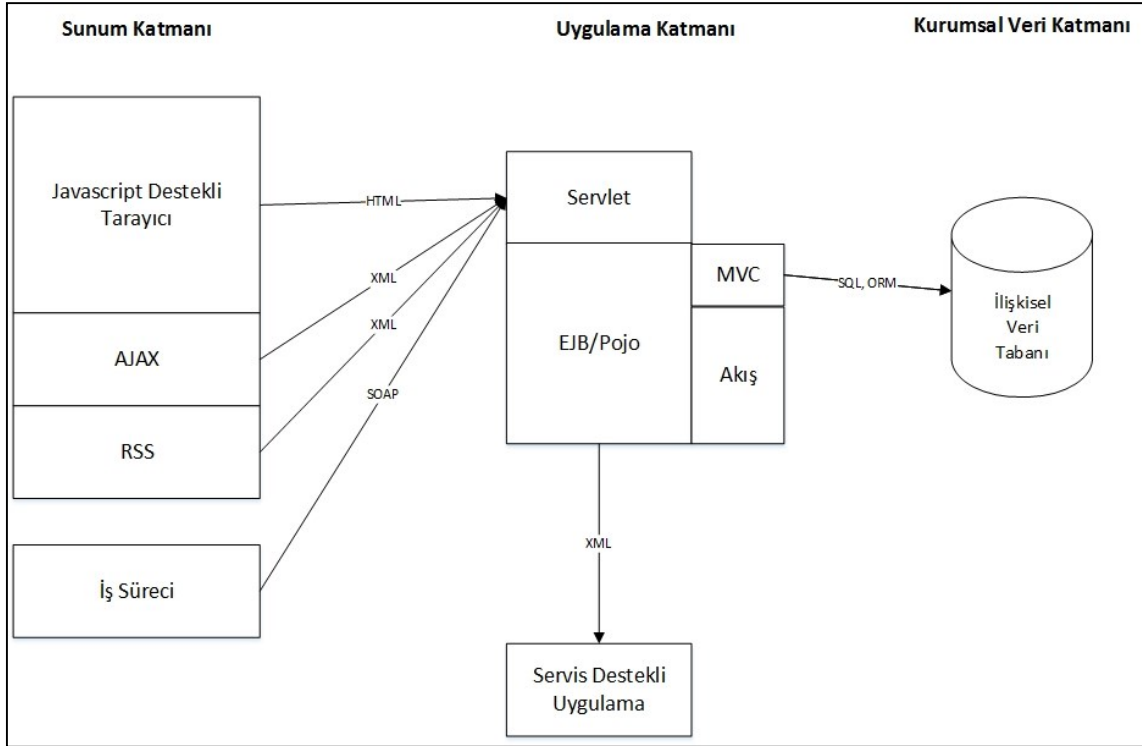 Sunum Katmanı
Uygulama Katmanı
Kurumsal Veri Katmanı
Javascript Destekli
Tarayıcı
AJAX
RSS
İş Süreci
HTML
XML
XML
SOAP
Servlet
EJB/Pojo
MVC
Akış
SQL, ORM
İlişkisel
Veri
Tabanı
XML
Servis Destekli
Uygulama